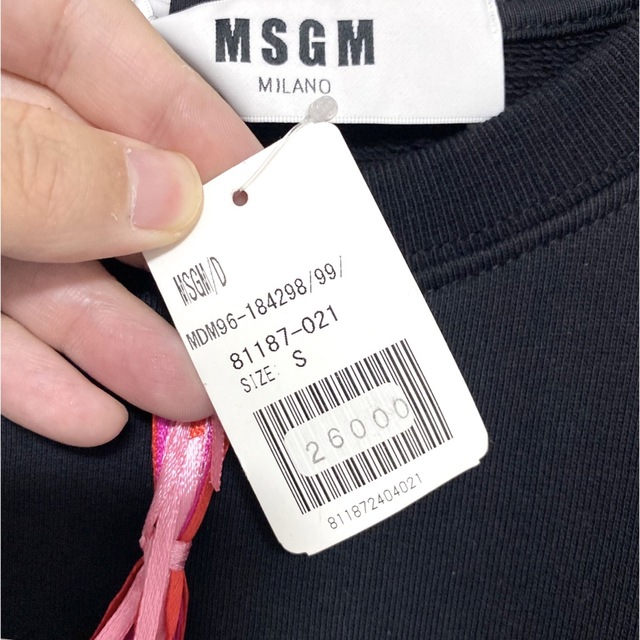 MSGM
MILANO
MSGM/D
MDM96-184298/99/
81187-021
SIZE: S
26000
811872404021